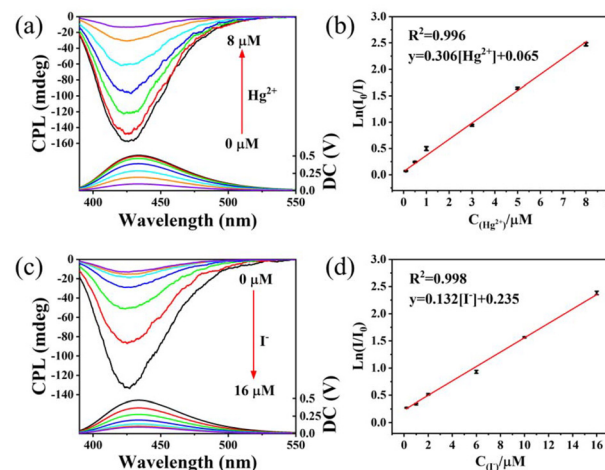 (a)
0
-20
-40
-60
-80
-100
-120
-140
-160
CPL (mdeg)
8 μM
Hg²⁺
0 μM
0.5
0.25
0.0
DC (V)
400
450
500
550
Wavelength (nm)
(b)
3.0
2.5
2.0
1.5
1.0
0.5
0.0
Ln(I₀/I)
R²=0.996
y=0.306[Hg²⁺]+0.065
0 1 2 3 4 5 6 7 8
C(Hg²⁺)/μM
(c)
0
-20
-40
-60
-80
-100
-120
-140
CPL (mdeg)
0 μM
I⁻
16 μM
0.5
0.25
0.0
DC (V)
400
450
500
550
Wavelength (nm)
(d)
3.0
2.5
2.0
1.5
1.0
0.5
0.0
Ln(I/I₀)
R²=0.998
y=0.132[I⁻]+0.235
0 2 4 6 8 10 12 14 16
C(I⁻)/μM